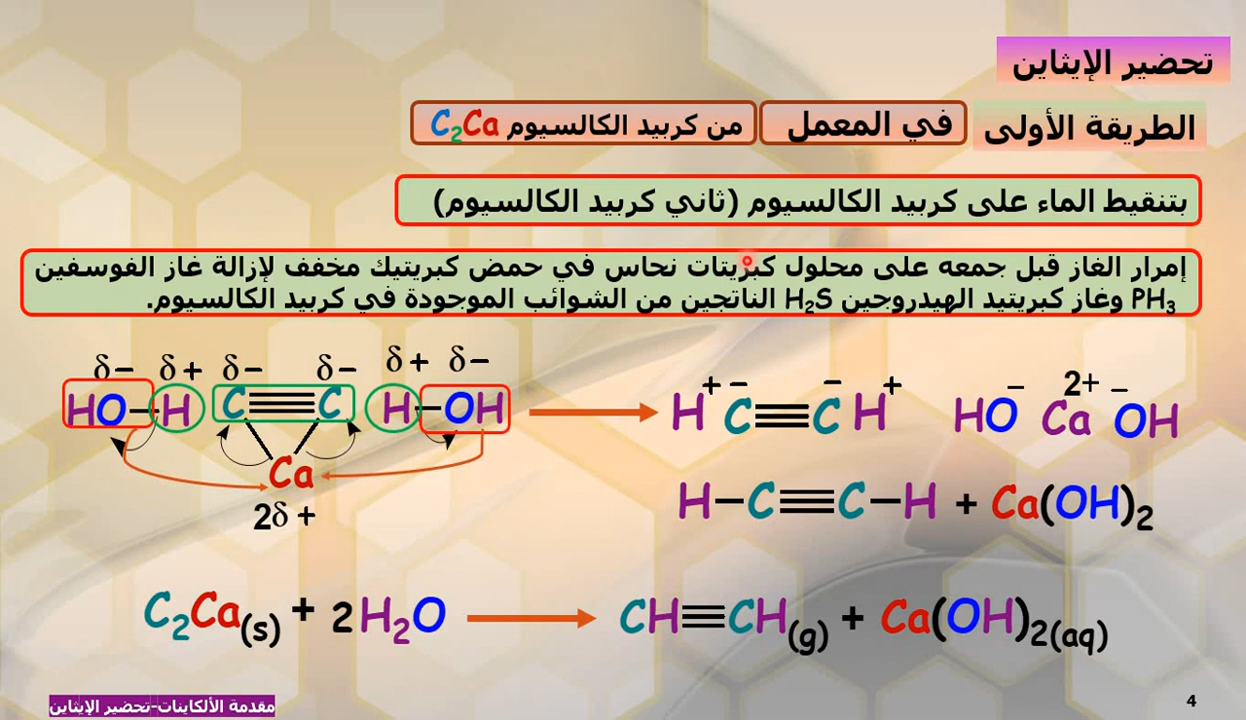 تحضير الإيثاين
الطريقة الأولى في المعمل من كربيد الكالسيوم C₂Ca
بتنقيط الماء على كربيد الكالسيوم (ثاني كربيد الكالسيوم)
إمرار الغاز قبل جمعه على محلول كبريتات نحاس في حمض كبريتيك مخفف لإزالة غاز الفوسفين
PH₃ وغاز كبريتيد الهيدروجين H₂S الناتجين من الشوائب الموجودة في كربيد الكالسيوم.
δ− δ+ δ− δ− δ+ δ−
HO−H C≡C H−OH → H⁺ ⁻C≡C⁻ H⁺ HO⁻ Ca²⁺ ⁻OH
Ca
2δ+
H−C≡C−H + Ca(OH)₂
C₂Ca(s) + 2H₂O → CH≡CH(g) + Ca(OH)₂(aq)
مقدمة الألكاينات-تحضير الإيثاين
4